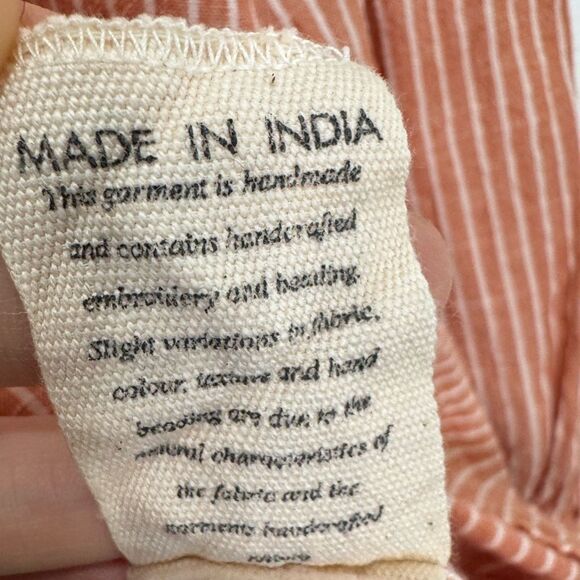 MADE IN INDIA
This garment is handmade
and contains handcrafted
embroidery and beading.
Slight variations in fabric,
colour, texture and hand
beading are due to the
natural characteristics of
the fabric and the
garments handcrafted